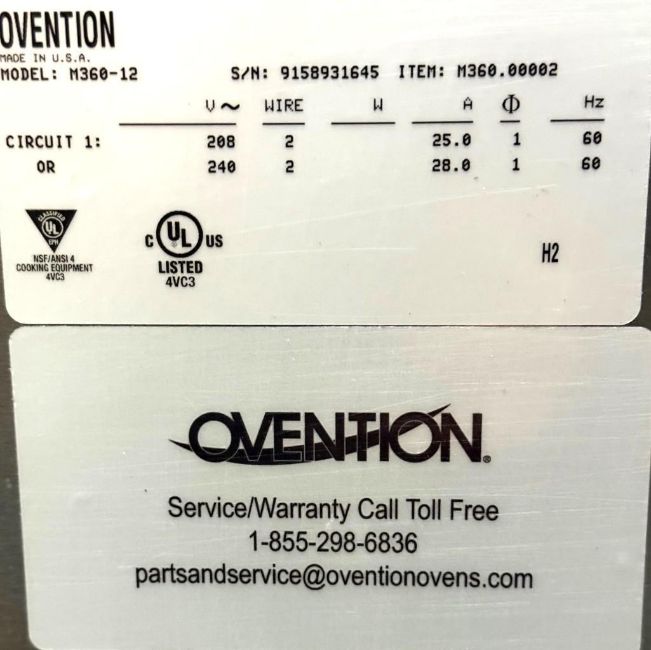 OVENTION
MADE IN U.S.A.
MODEL: M360-12 S/N: 9158931645 ITEM: M360.00002
V~ WIRE W A Φ Hz
CIRCUIT 1: 208 2 25.0 1 60
OR 240 2 28.0 1 60
CLASSIFIED
UL
EPH
NSF/ANSI 4
COOKING EQUIPMENT
4VC3
C UL US
LISTED
4VC3
H2
OVENTION®
Service/Warranty Call Toll Free
1-855-298-6836
partsandservice@oventionovens.com